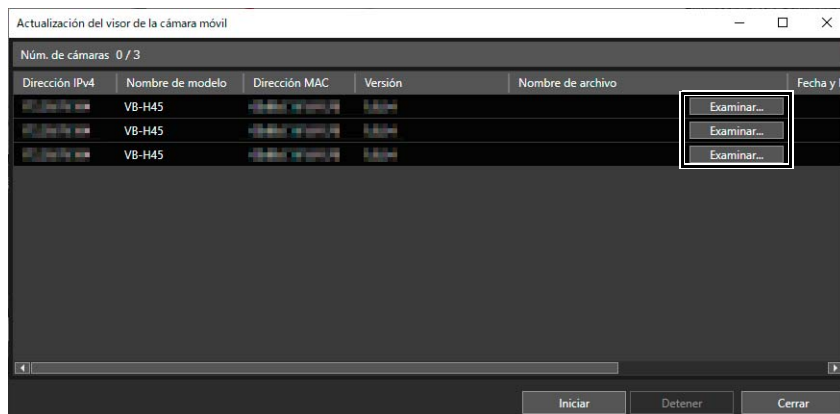 Actualización del visor de la cámara móvil
Núm. de cámaras 0 / 3
Dirección IPv4 Nombre de modelo Dirección MAC Versión Nombre de archivo Fecha y
VB-H45 Examinar...
VB-H45 Examinar...
VB-H45 Examinar...
Iniciar Detener Cerrar